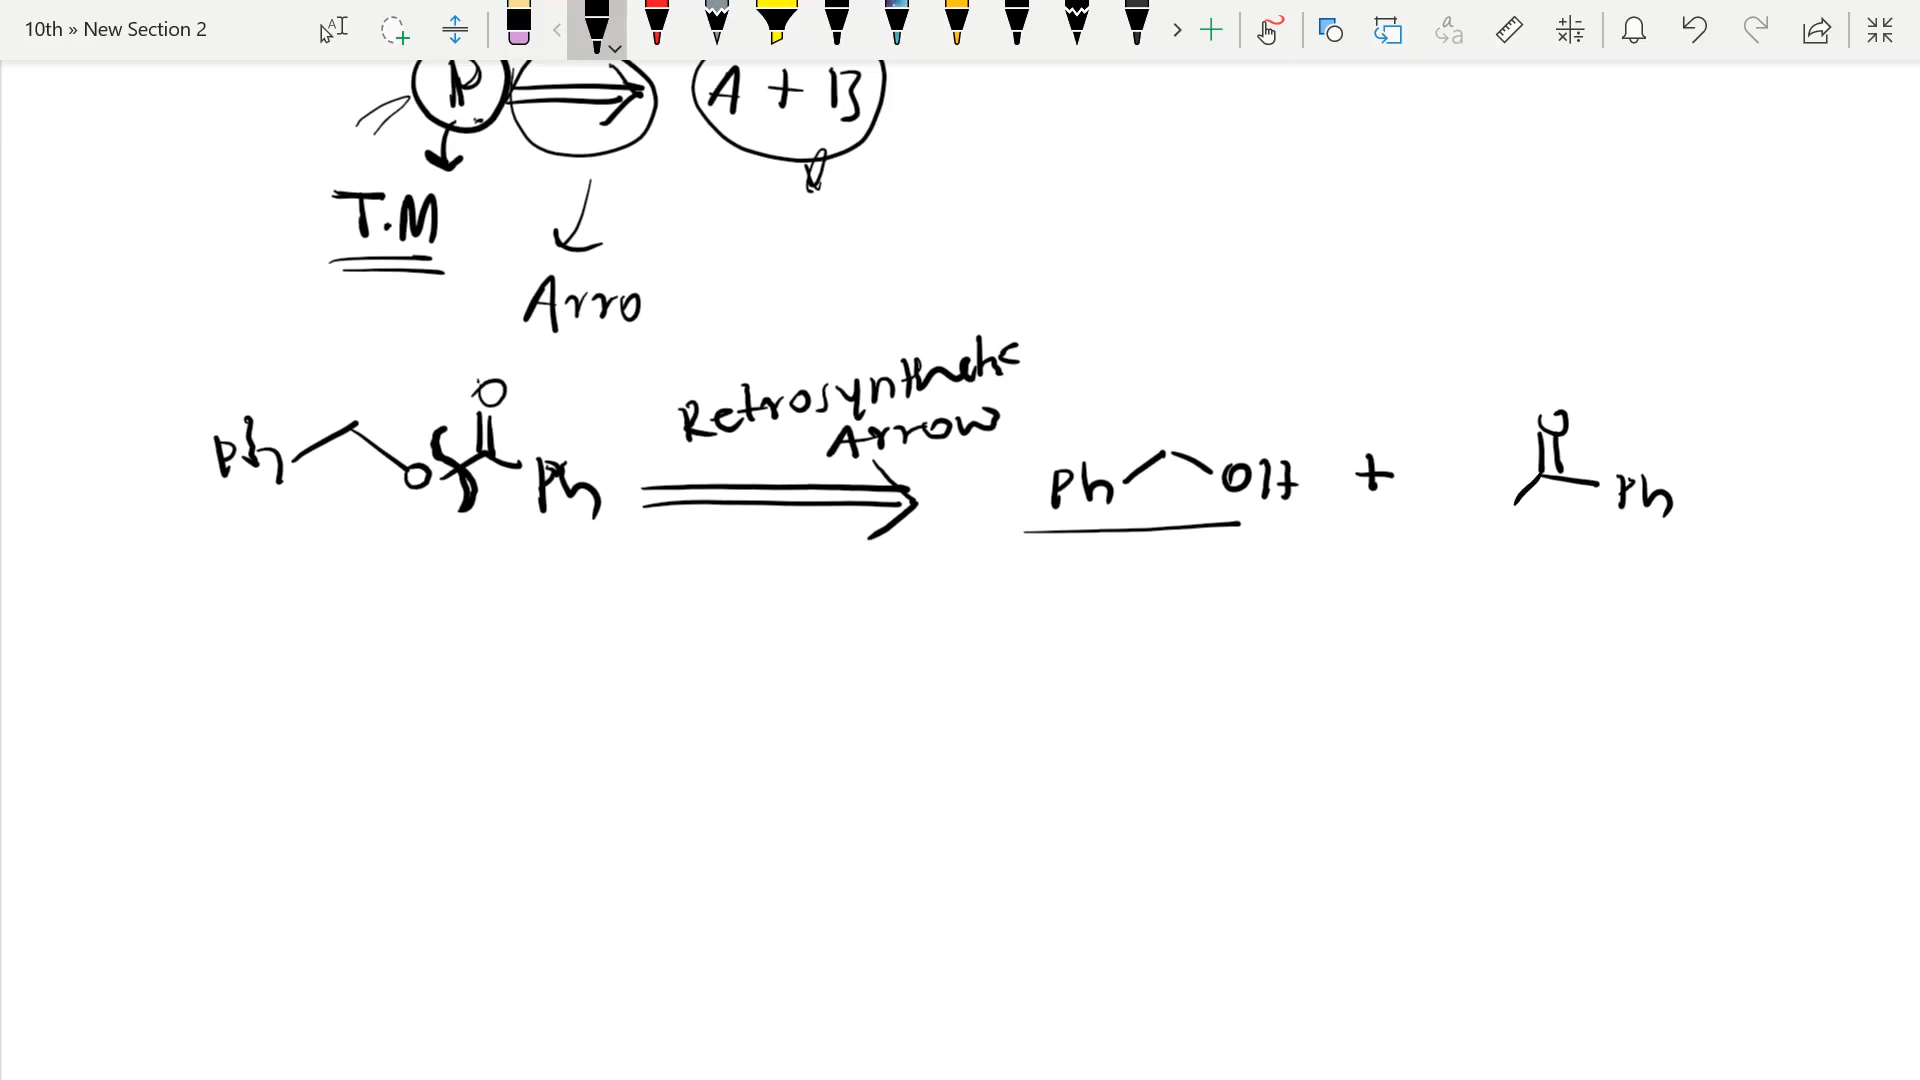 10th » New Section 2
P ⇒ A + B
T.M
Arro
Retrosynthetic
Arrow
O
Ph O Ph ⇒ Ph OH + O Ph